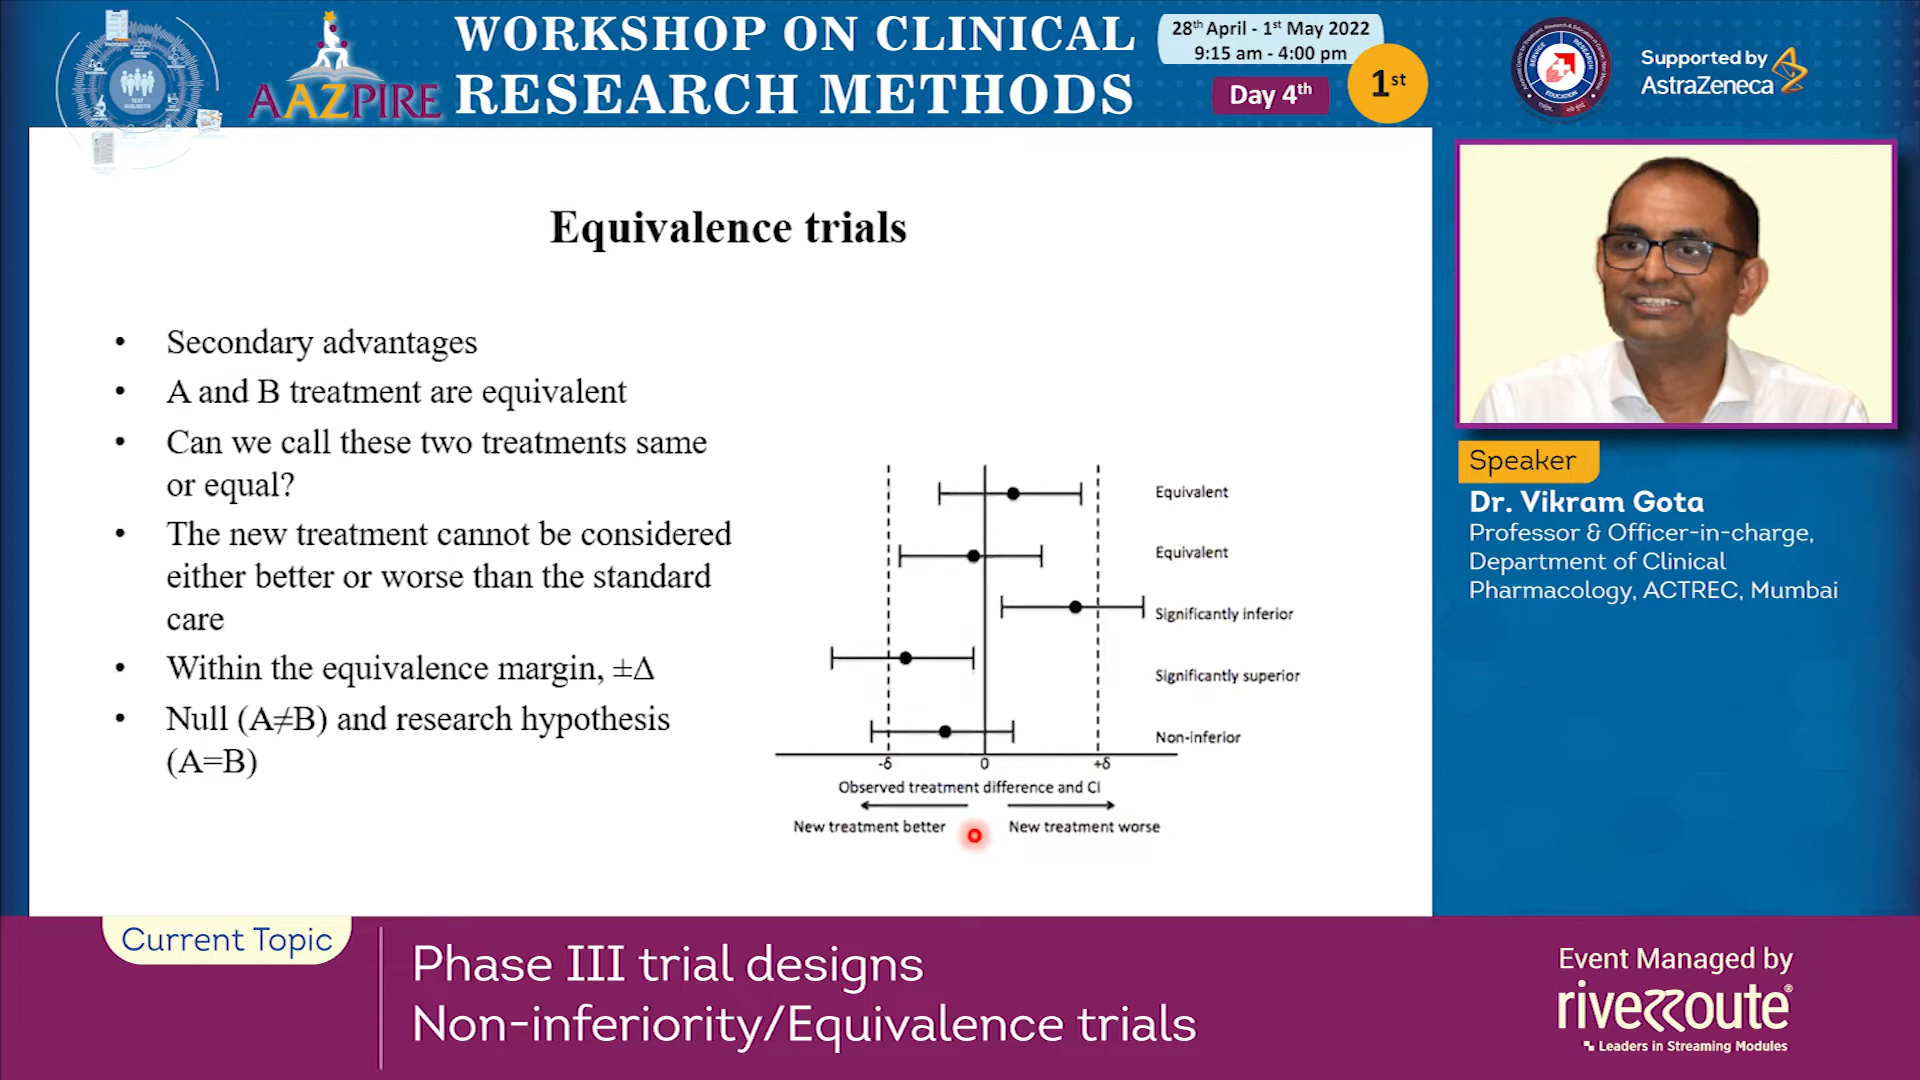 AAZPIRE
WORKSHOP ON CLINICAL
RESEARCH METHODS
28th April - 1st May 2022
9:15 am - 4:00 pm
Day 4th
1st
SERVICE
RESEARCH
EDUCATION
Supported by
AstraZeneca
TEST
SUBJECTS
PROTOCOL
Equivalence trials
• Secondary advantages
• A and B treatment are equivalent
• Can we call these two treatments same
or equal?
• The new treatment cannot be considered
either better or worse than the standard
care
• Within the equivalence margin, ±Δ
• Null (A≠B) and research hypothesis
(A=B)
Equivalent
Equivalent
Significantly inferior
Significantly superior
Non-inferior
-δ 0 +δ
Observed treatment difference and CI
New treatment better New treatment worse
Speaker
Dr. Vikram Gota
Professor & Officer-in-charge,
Department of Clinical
Pharmacology, ACTREC, Mumbai
Current Topic
Phase III trial designs
Non-inferiority/Equivalence trials
Event Managed by
riveRroute®
Leaders in Streaming Modules